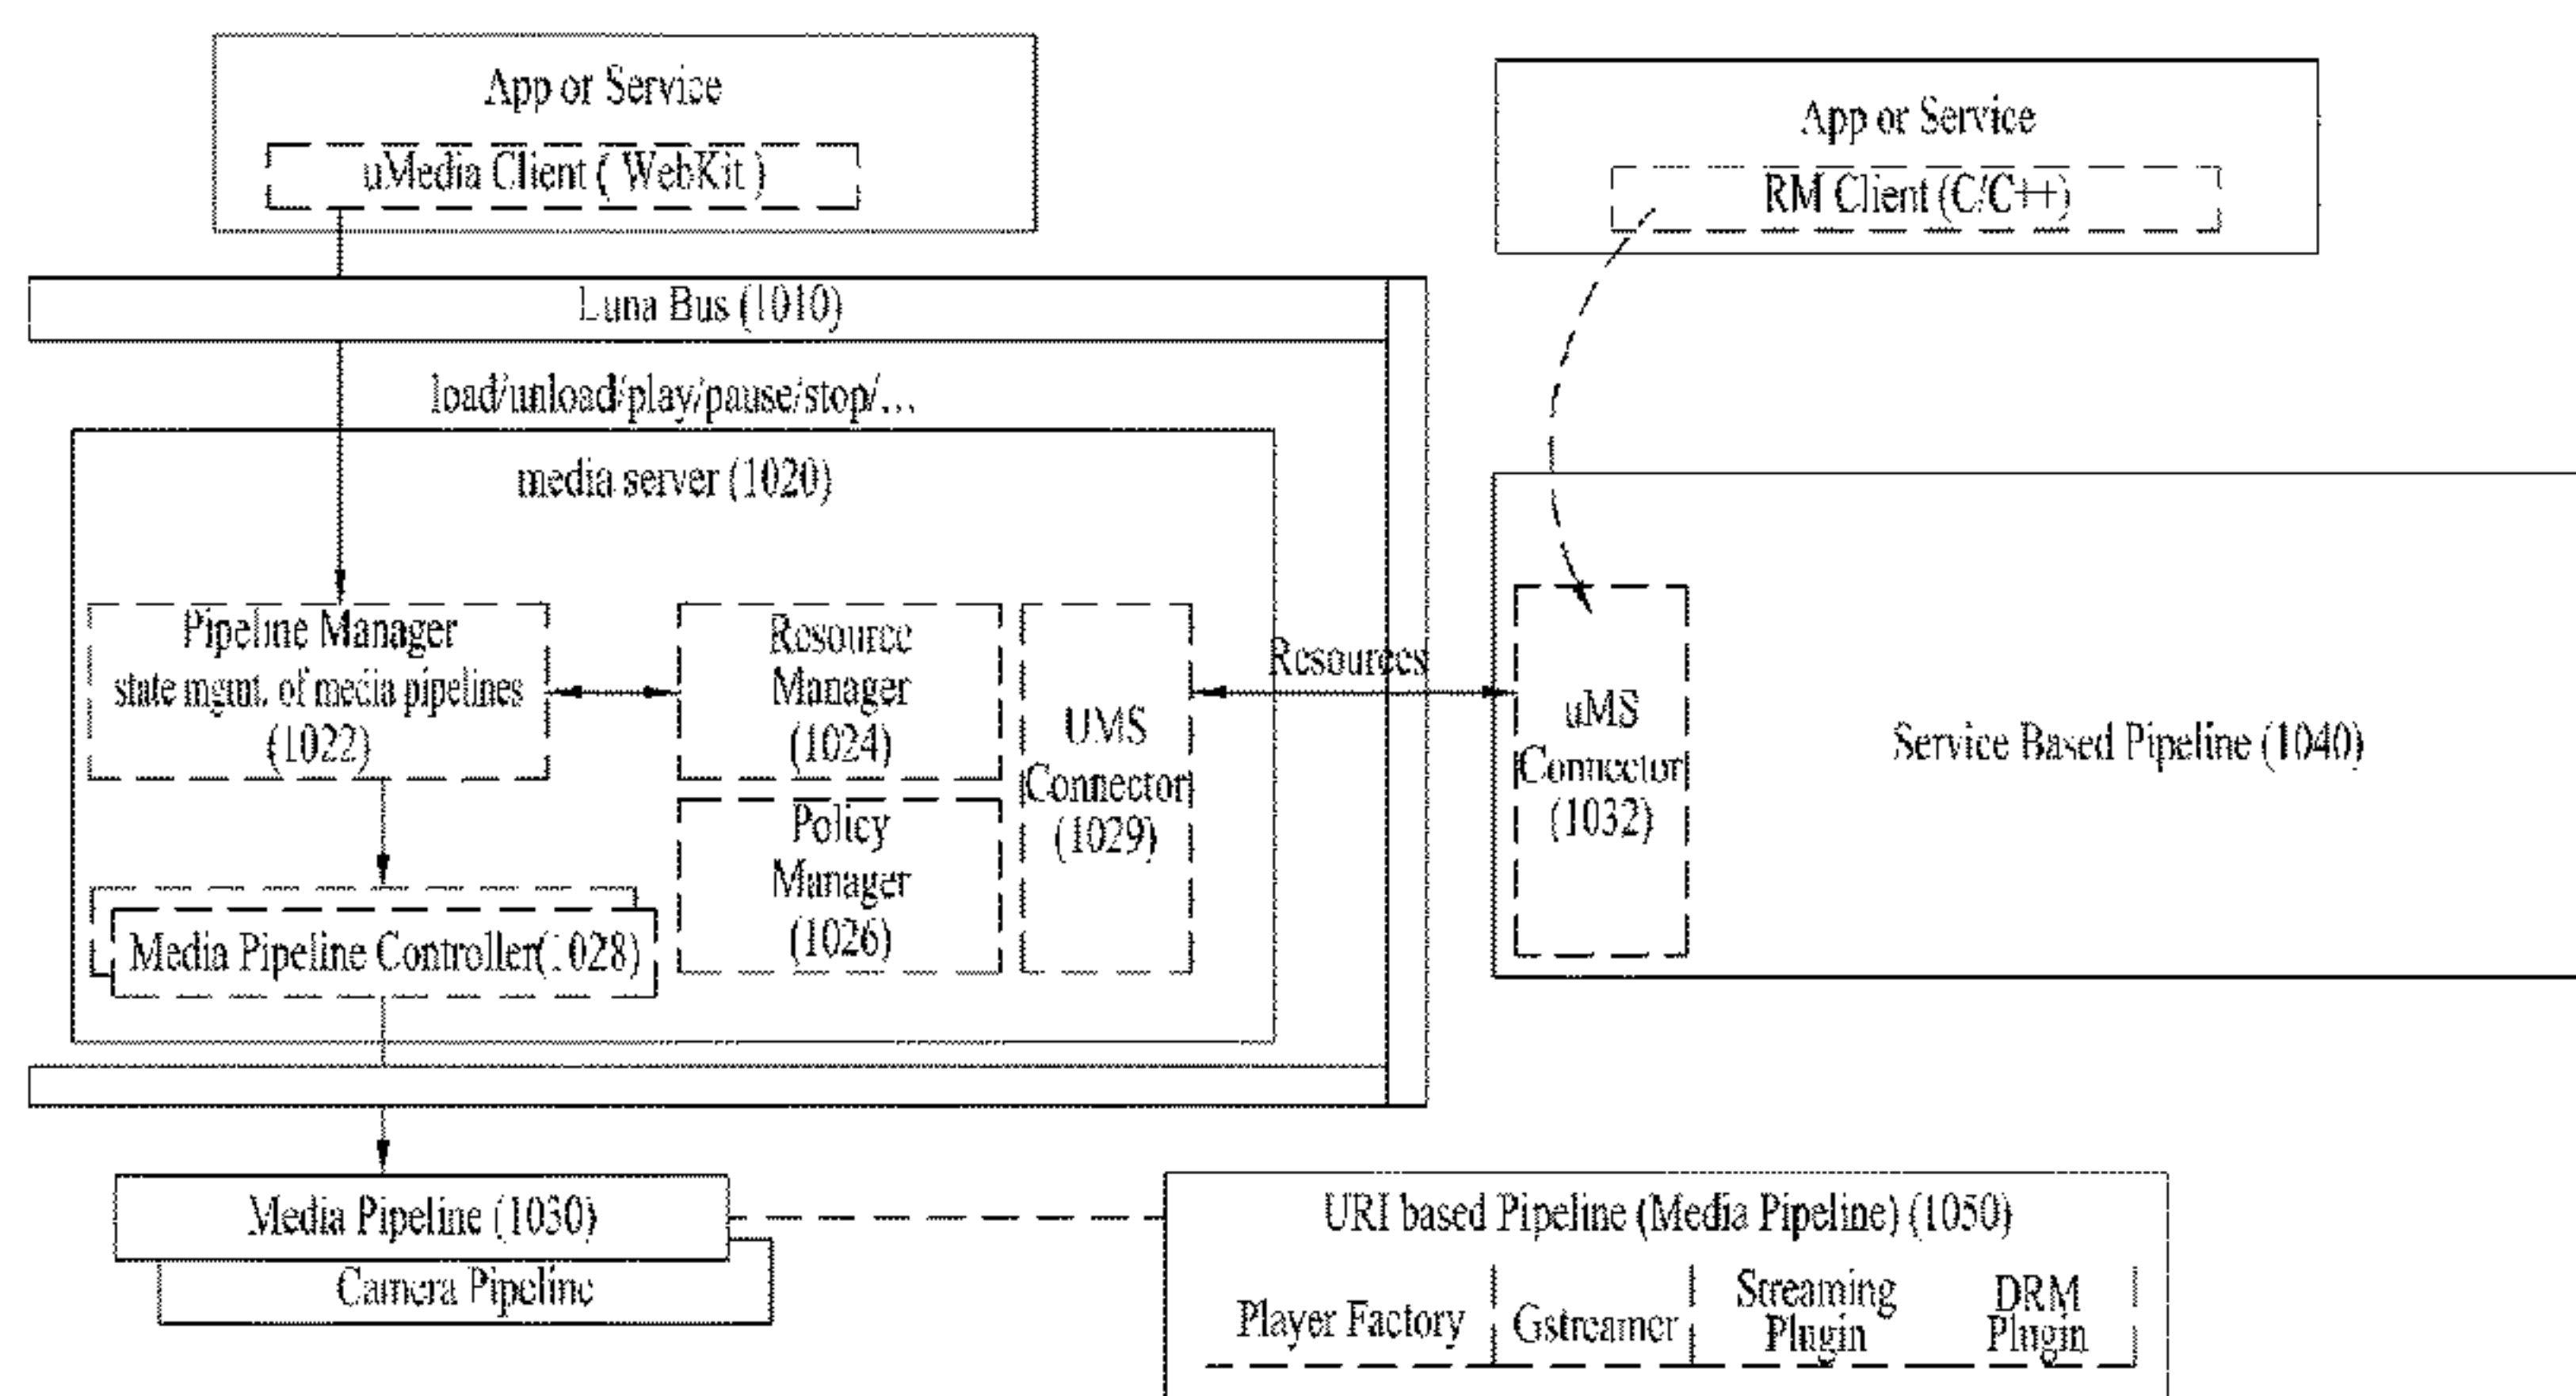 App or Service
uMedia Client ( WebKit )
App or Service
RM Client (C/C++)
Luna Bus (1010)
load/unload/play/pause/stop/...
media server (1020)
Pipeline Manager
state mgmt. of media pipelines
(1022)
Resource
Manager
(1024)
Policy
Manager
(1026)
UMS
Connector
(1029)
Resources
uMS
Connector
(1032)
Service Based Pipeline (1040)
Media Pipeline Controller(1028)
Media Pipeline (1030)
Camera Pipeline
URI based Pipeline (Media Pipeline) (1050)
Player Factory
Gstreamer
Streaming
Plugin
DRM
Plugin